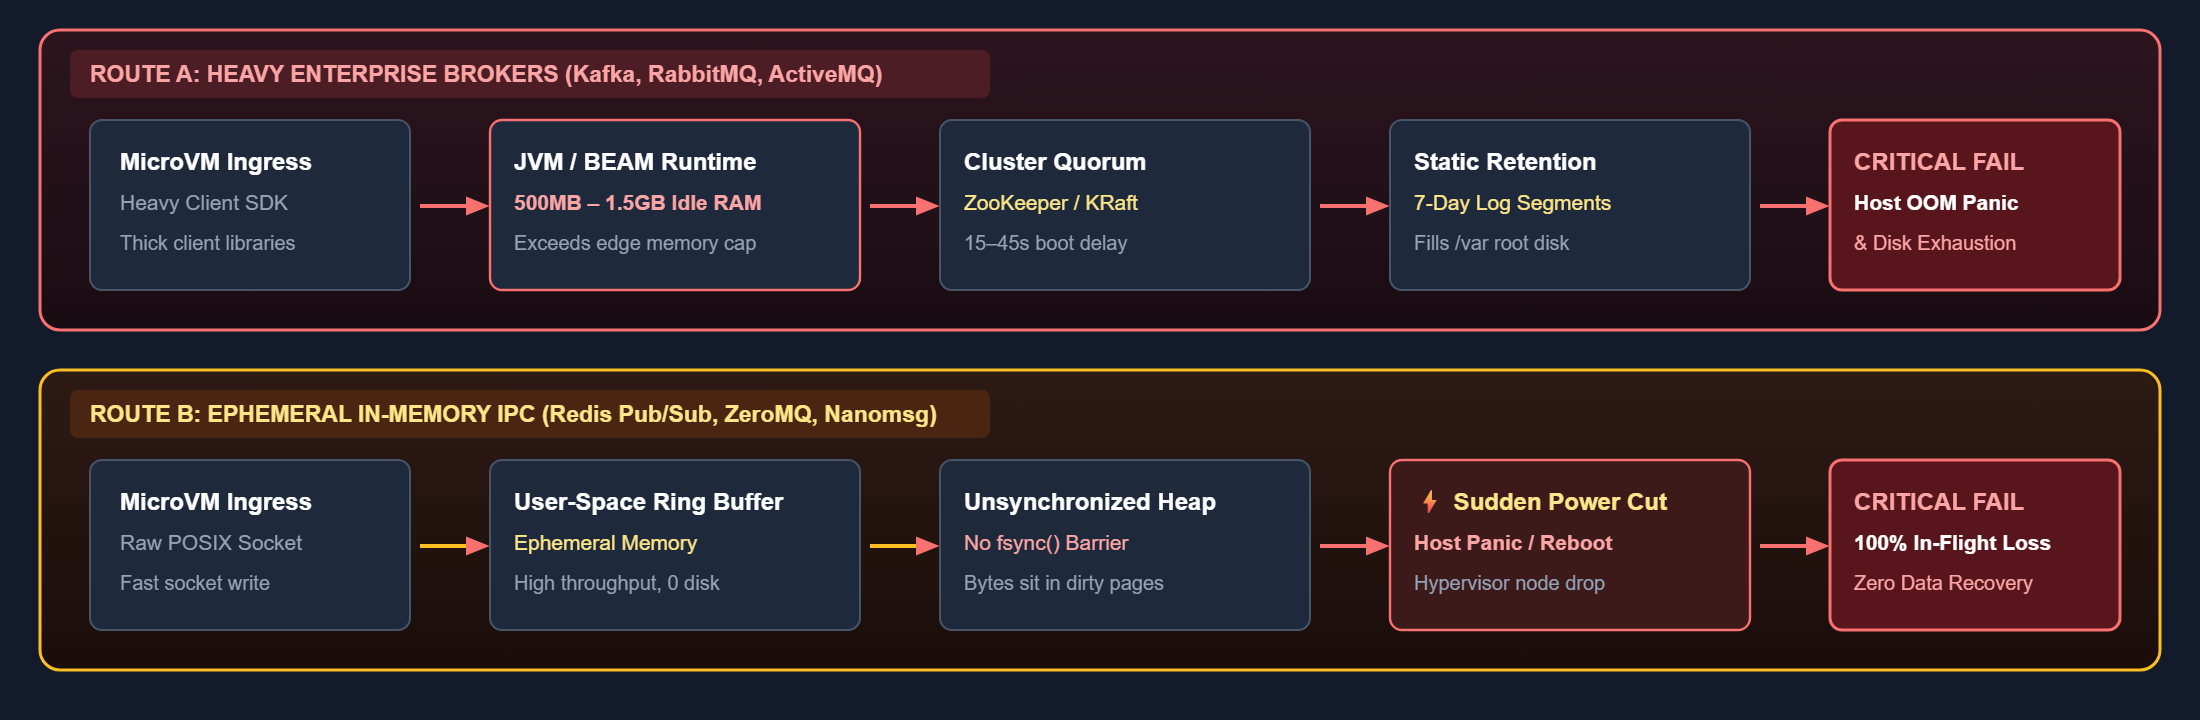 ROUTE A: HEAVY ENTERPRISE BROKERS (Kafka, RabbitMQ, ActiveMQ)
MicroVM Ingress
Heavy Client SDK
Thick client libraries
JVM / BEAM Runtime
500MB – 1.5GB Idle RAM
Exceeds edge memory cap
Cluster Quorum
ZooKeeper / KRaft
15–45s boot delay
Static Retention
7-Day Log Segments
Fills /var root disk
CRITICAL FAIL
Host OOM Panic
& Disk Exhaustion
ROUTE B: EPHEMERAL IN-MEMORY IPC (Redis Pub/Sub, ZeroMQ, Nanomsg)
MicroVM Ingress
Raw POSIX Socket
Fast socket write
User-Space Ring Buffer
Ephemeral Memory
High throughput, 0 disk
Unsynchronized Heap
No fsync() Barrier
Bytes sit in dirty pages
Sudden Power Cut
Host Panic / Reboot
Hypervisor node drop
CRITICAL FAIL
100% In-Flight Loss
Zero Data Recovery